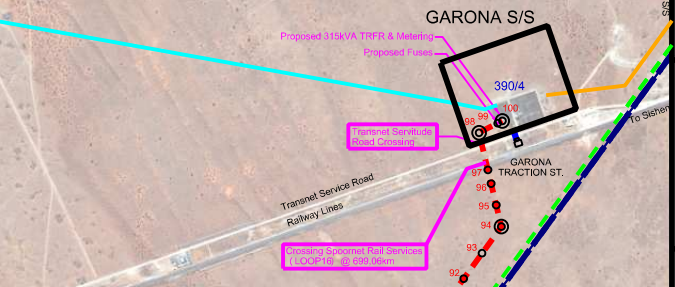 GARONA S/S
S/S
Proposed 315kVA TRFR & Metering
Proposed Fuses
390/4
100
99
98
Transnet Servitude
Road Crossing
To Sishen
GARONA
TRACTION ST.
97
96
Transnet Service Road
95
Railway Lines
94
Crossing Spoornet Rail Services
( LOOP16) @ 699.06km
93
92